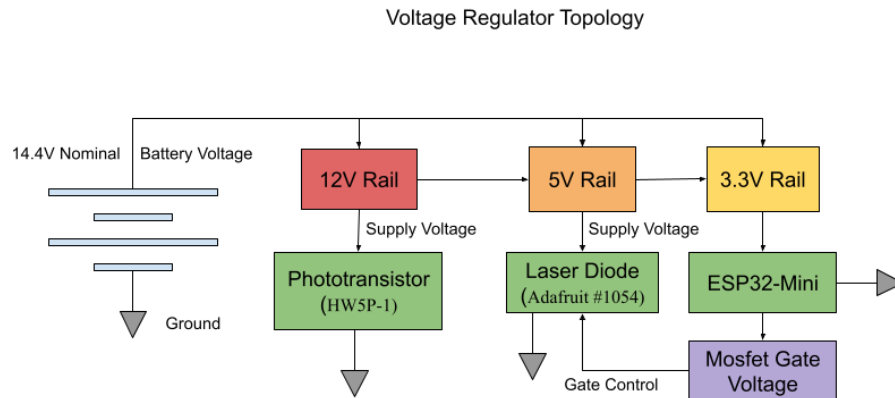 Voltage Regulator Topology
14.4V Nominal
Battery Voltage
12V Rail
5V Rail
3.3V Rail
Supply Voltage
Supply Voltage
Phototransistor
(HW5P-1)
Laser Diode
(Adafruit #1054)
ESP32-Mini
Ground
Gate Control
Mosfet Gate
Voltage